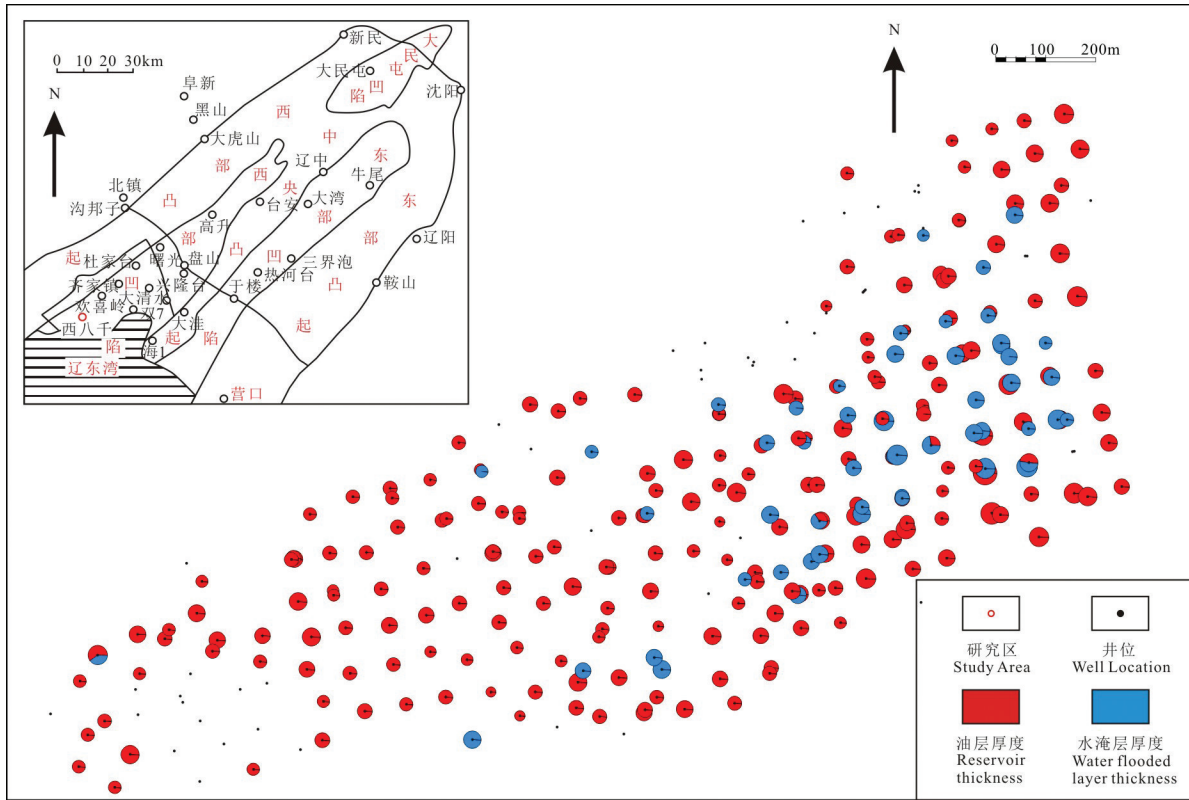 0 10 20 30km
N
新民
大民屯
大
民
屯
凹
陷
沈阳
阜新
黑山
大虎山
西
部
凸
起
中
央
部
凸
起
辽中
东
部
凹
陷
牛尾
大湾
台安
西
部
凹
陷
北镇
沟邦子
高升
东
部
凸
起
辽阳
鞍山
三界泡
热河台
于楼
曙光
盘山
杜家台
兴隆台
齐家镇
大清水
欢喜岭
双7
西八千
大洼
海1
辽东湾
营口
N
0 100 200m
研究区
Study Area
井位
Well Location
油层厚度
Reservoir
thickness
水淹层厚度
Water flooded
layer thickness